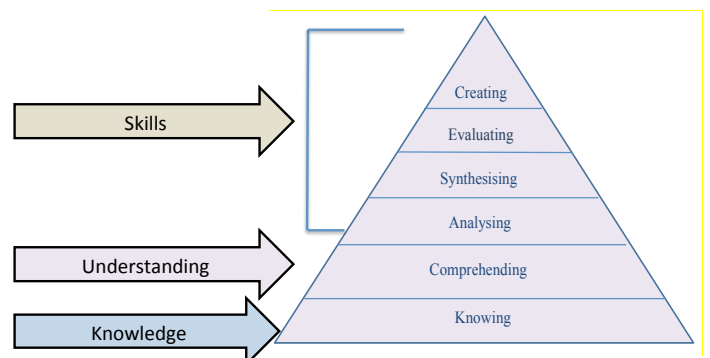 Creating
Skills
Evaluating
Synthesising
Analysing
Understanding
Comprehending
Knowing
Knowledge